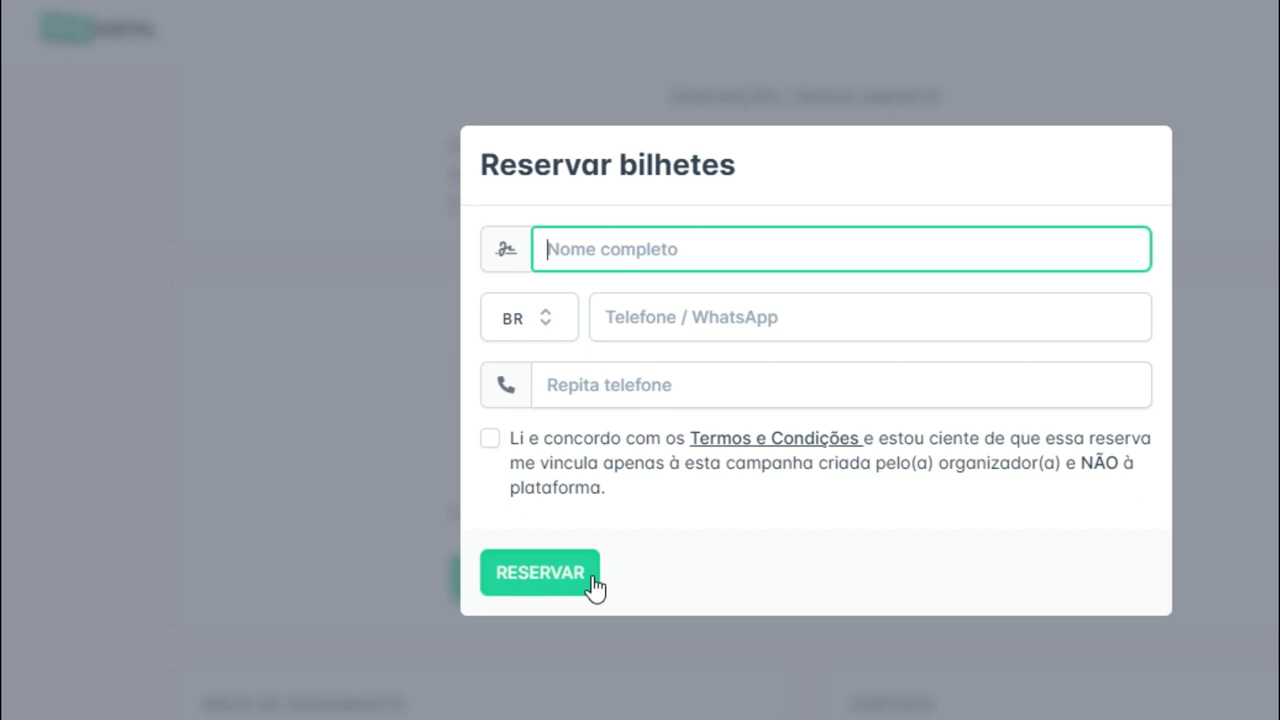 Reservar bilhetes
Nome completo
BR
Telefone / WhatsApp
Repita telefone
Li e concordo com os Termos e Condições e estou ciente de que essa reserva
me vincula apenas à esta campanha criada pelo(a) organizador(a) e NÃO à
plataforma.
RESERVAR